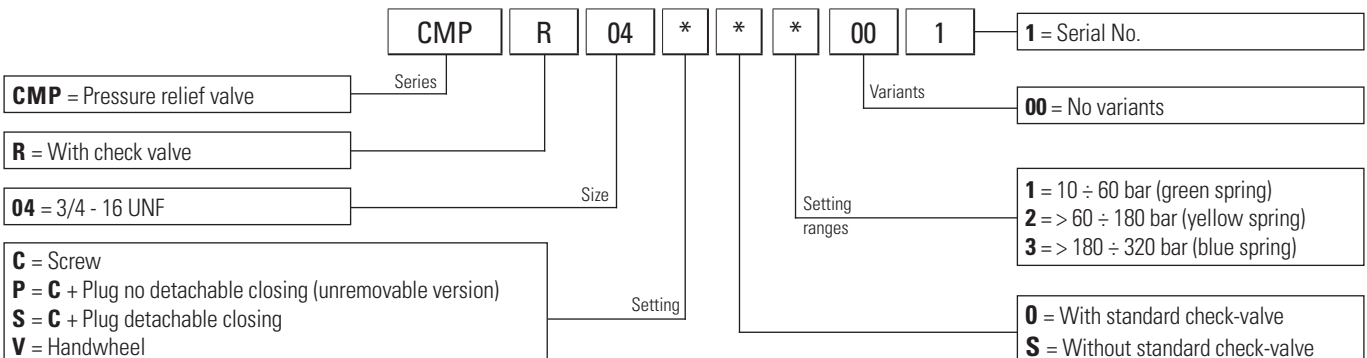 CMP R 04 * * * 00 1
1 = Serial No.
Series
Variants
CMP = Pressure relief valve
00 = No variants
R = With check valve
04 = 3/4 - 16 UNF
Size
Setting
ranges
1 = 10 ÷ 60 bar (green spring)
2 = > 60 ÷ 180 bar (yellow spring)
3 = > 180 ÷ 320 bar (blue spring)
C = Screw
P = C + Plug no detachable closing (unremovable version)
S = C + Plug detachable closing
V = Handwheel
Setting
0 = With standard check-valve
S = Without standard check-valve